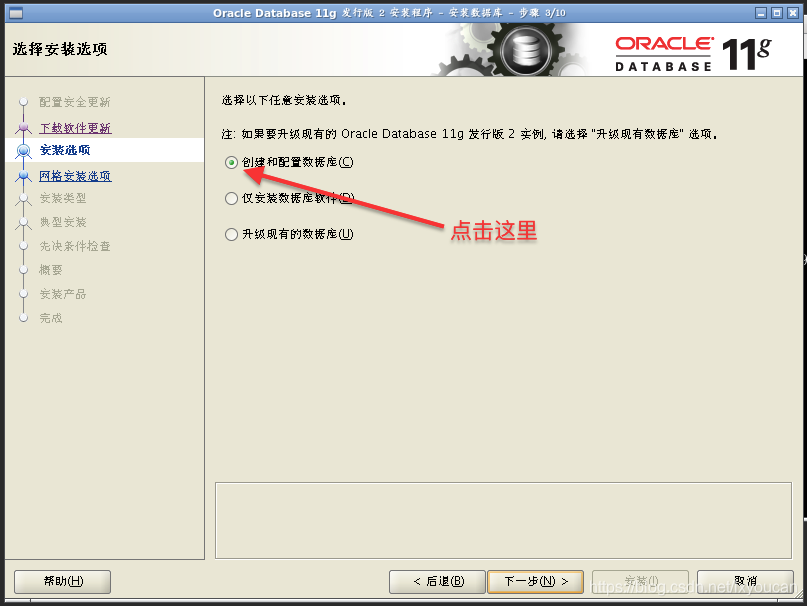 Oracle Database 11g 发行版 2 安装程序 - 安装数据库 - 步骤 3/10
选择安装选项
ORACLE
DATABASE
11g
配置安全更新
下载软件更新
安装选项
网格安装选项
安装类型
典型安装
先决条件检查
概要
安装产品
完成
选择以下任意安装选项。
注: 如果要升级现有的 Oracle Database 11g 发行版 2 实例, 请选择 "升级现有数据库" 选项。
创建和配置数据库(C)
仅安装数据库软件(D)
升级现有的数据库(U)
点击这里
帮助(H)
< 后退(B)
下一步(N) >
安装(I)
取消